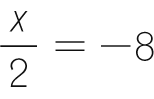 x/2 = -8